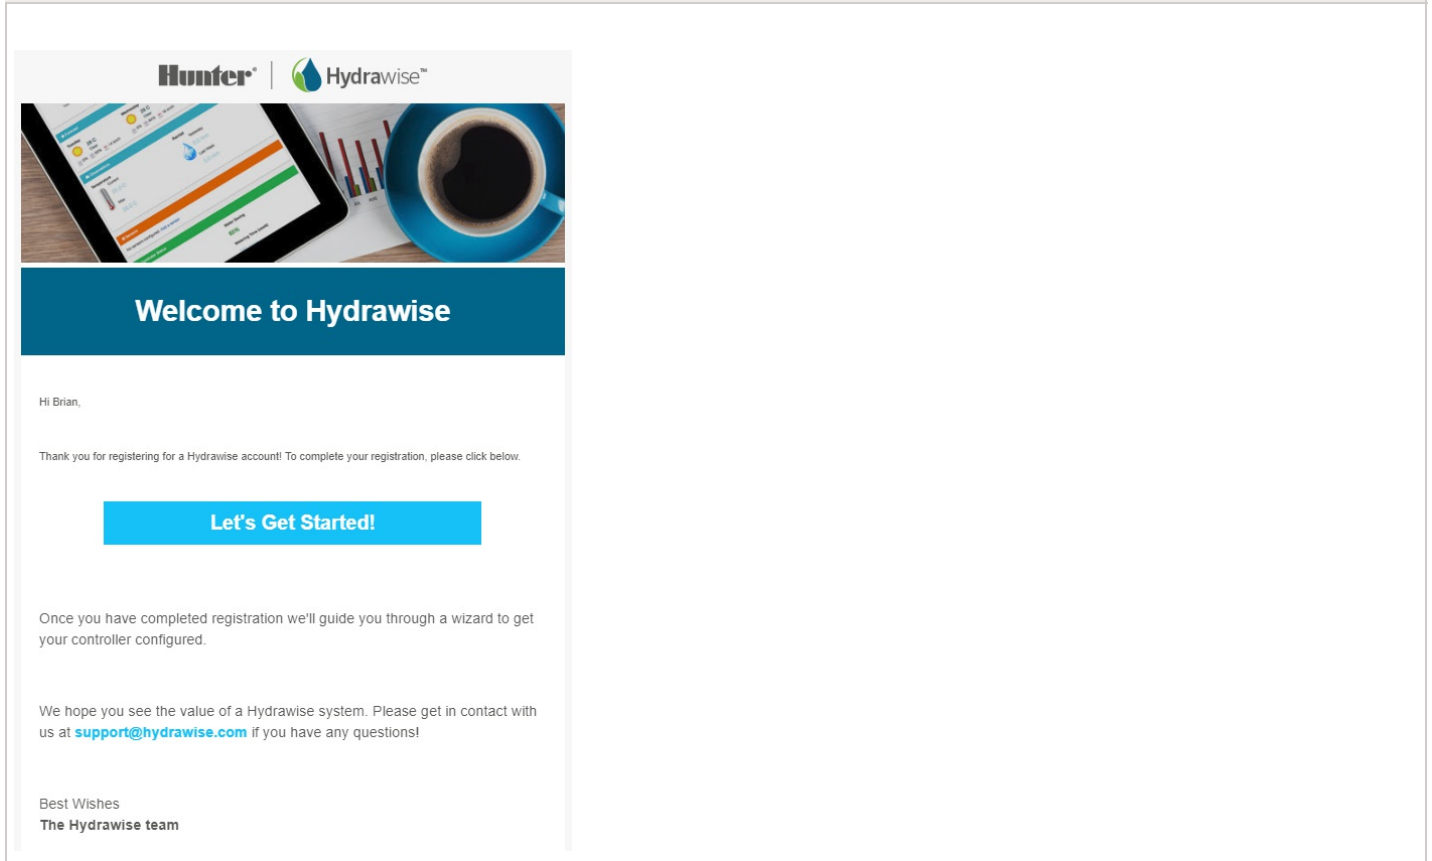 Hunter® | Hydrawise™
Welcome to Hydrawise
Hi Brian,
Thank you for registering for a Hydrawise account! To complete your registration, please click below.
Let's Get Started!
Once you have completed registration we'll guide you through a wizard to get
your controller configured.
We hope you see the value of a Hydrawise system. Please get in contact with
us at support@hydrawise.com if you have any questions!
Best Wishes
The Hydrawise team